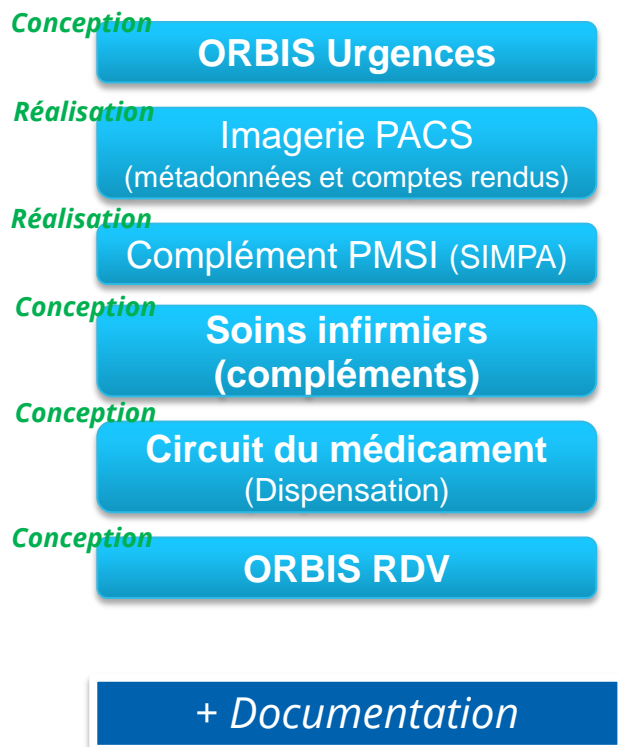 Conception
ORBIS Urgences
Réalisation
Imagerie PACS
(métadonnées et comptes rendus)
Réalisation
Complément PMSI (SIMPA)
Conception
Soins infirmiers
(compléments)
Conception
Circuit du médicament
(Dispensation)
Conception
ORBIS RDV
+ Documentation